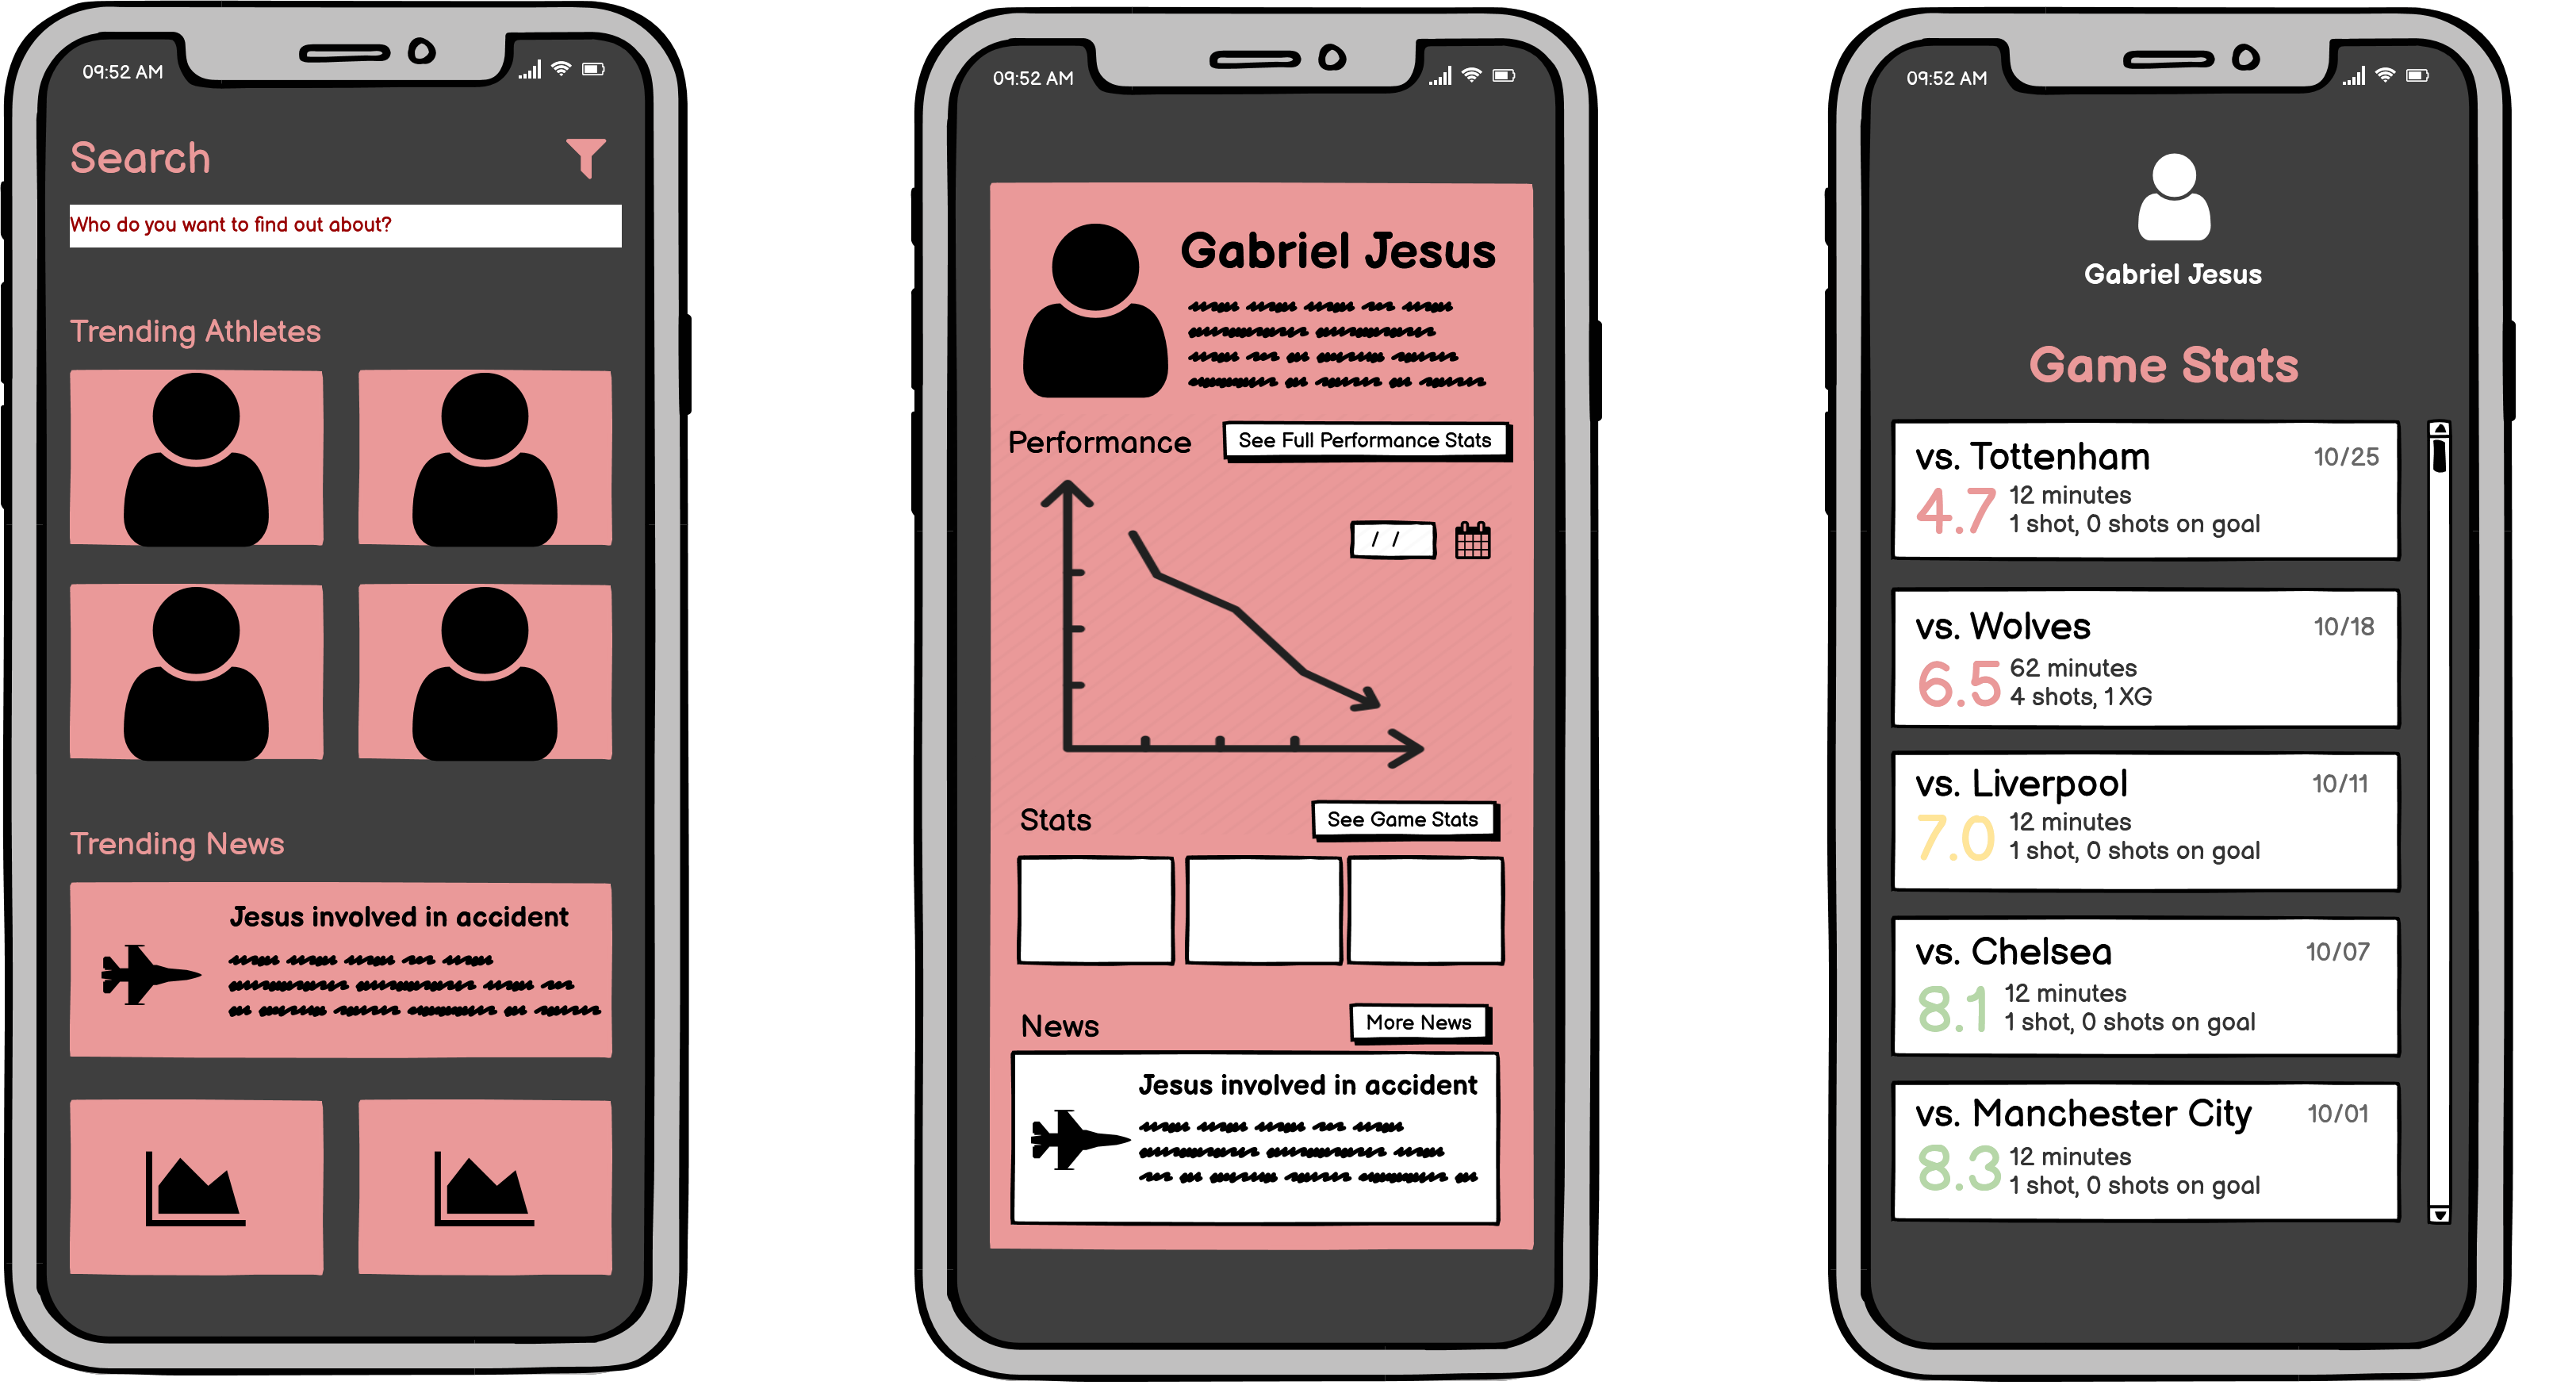 09:52 AM
Search
Who do you want to find out about?
Trending Athletes
Trending News
Jesus involved in accident
09:52 AM
Gabriel Jesus
Performance
See Full Performance Stats
/ /
Stats
See Game Stats
News
More News
Jesus involved in accident
09:52 AM
Gabriel Jesus
Game Stats
vs. Tottenham 10/25
4.7
12 minutes
1 shot, 0 shots on goal
vs. Wolves 10/18
6.5
62 minutes
4 shots, 1 XG
vs. Liverpool 10/11
7.0
12 minutes
1 shot, 0 shots on goal
vs. Chelsea 10/07
8.1
12 minutes
1 shot, 0 shots on goal
vs. Manchester City 10/01
8.3
12 minutes
1 shot, 0 shots on goal